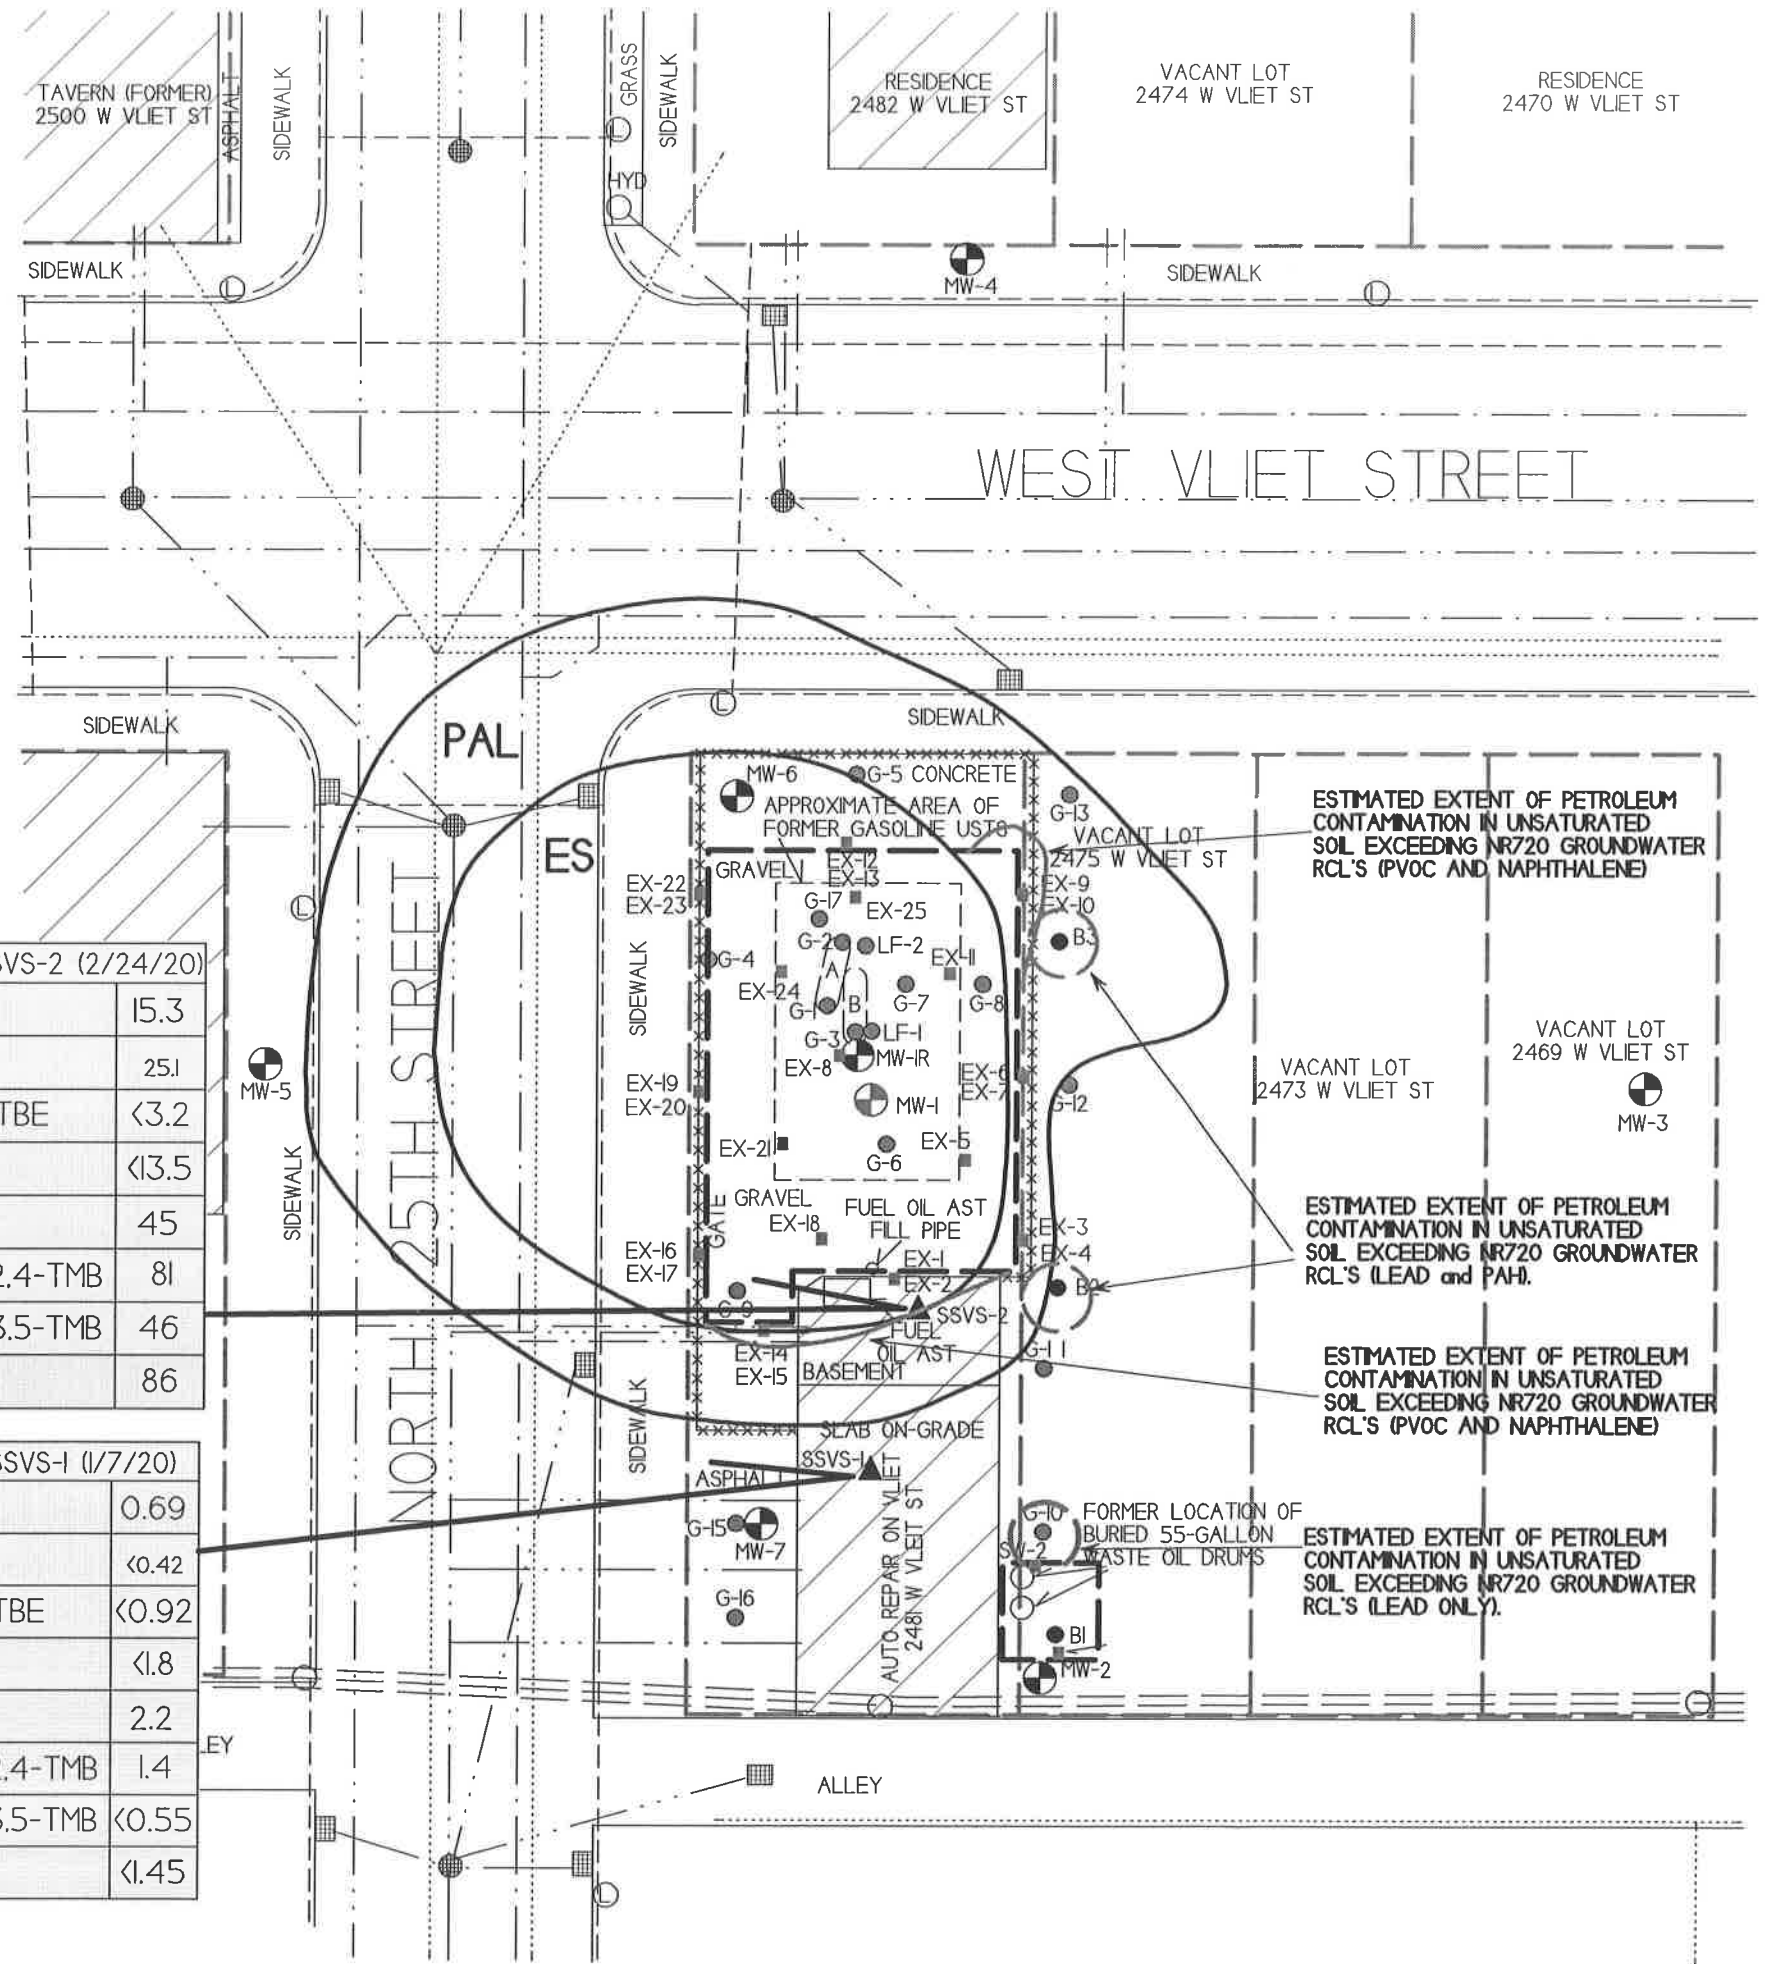 TAVERN (FORMER)
2500 W VLIET ST
ASPHALT
SIDEWALK
GRASS
SIDEWALK
HYD
RESIDENCE
2482 W VLIET ST
VACANT LOT
2474 W VLIET ST
RESIDENCE
2470 W VLIET ST
SIDEWALK
L
MW-4
SIDEWALK
L
L
WEST VLIET STREET
SIDEWALK
L
SIDEWALK
PAL
ES
MW-6
G-5 CONCRETE
APPROXIMATE AREA OF
FORMER GASOLINE USTS
G-13
VACANT LOT
2475 W VLIET ST
ESTIMATED EXTENT OF PETROLEUM
CONTAMINATION IN UNSATURATED
SOIL EXCEEDING NR720 GROUNDWATER
RCL'S (PVOC AND NAPHTHALENE)
GRAVEL
EX-12
EX-13
EX-22
EX-23
EX-9
EX-10
G-17
EX-25
L
G-2
LF-2
B3
SIDEWALK
G-4
A
EX-11
EX-24
G-1
B
G-7
G-8
G-3
LF-1
MW-1R
EX-8
EX-6
EX-7
MW-5
EX-19
EX-20
MW-1
G-12
VACANT LOT
2473 W VLIET ST
VACANT LOT
2469 W VLIET ST
MW-3
EX-21
G-6
EX-5
SIDEWALK
NORTH 25TH STREET
GATE
GRAVEL
EX-18
FUEL OIL AST
FILL PIPE
EX-16
EX-17
EX-1
EX-2
EX-3
EX-4
ESTIMATED EXTENT OF PETROLEUM
CONTAMINATION IN UNSATURATED
SOIL EXCEEDING NR720 GROUNDWATER
RCL'S (LEAD and PAH).
G-9
B2
SSVS-2
FUEL
OIL AST
EX-14
EX-15
BASEMENT
G-11
ESTIMATED EXTENT OF PETROLEUM
CONTAMINATION IN UNSATURATED
SOIL EXCEEDING NR720 GROUNDWATER
RCL'S (PVOC AND NAPHTHALENE)
SIDEWALK
SLAB ON-GRADE
SSVS-1
ASPHALT
G-15
MW-7
G-16
AUTO REPAIR ON VLIET
2481 W VLEIT ST
G-10
SW-2
FORMER LOCATION OF
BURIED 55-GALLON
WASTE OIL DRUMS
ESTIMATED EXTENT OF PETROLEUM
CONTAMINATION IN UNSATURATED
SOIL EXCEEDING NR720 GROUNDWATER
RCL'S (LEAD ONLY).
B1
MW-2
LEY
ALLEY
L
VS-2 (2/24/20)
15.3
25.1
TBE <3.2
<13.5
45
2,4-TMB 81
3,5-TMB 46
86
SSVS-1 (1/7/20)
0.69
<0.42
TBE <0.92
<1.8
2.2
2,4-TMB 1.4
3,5-TMB <0.55
<1.45